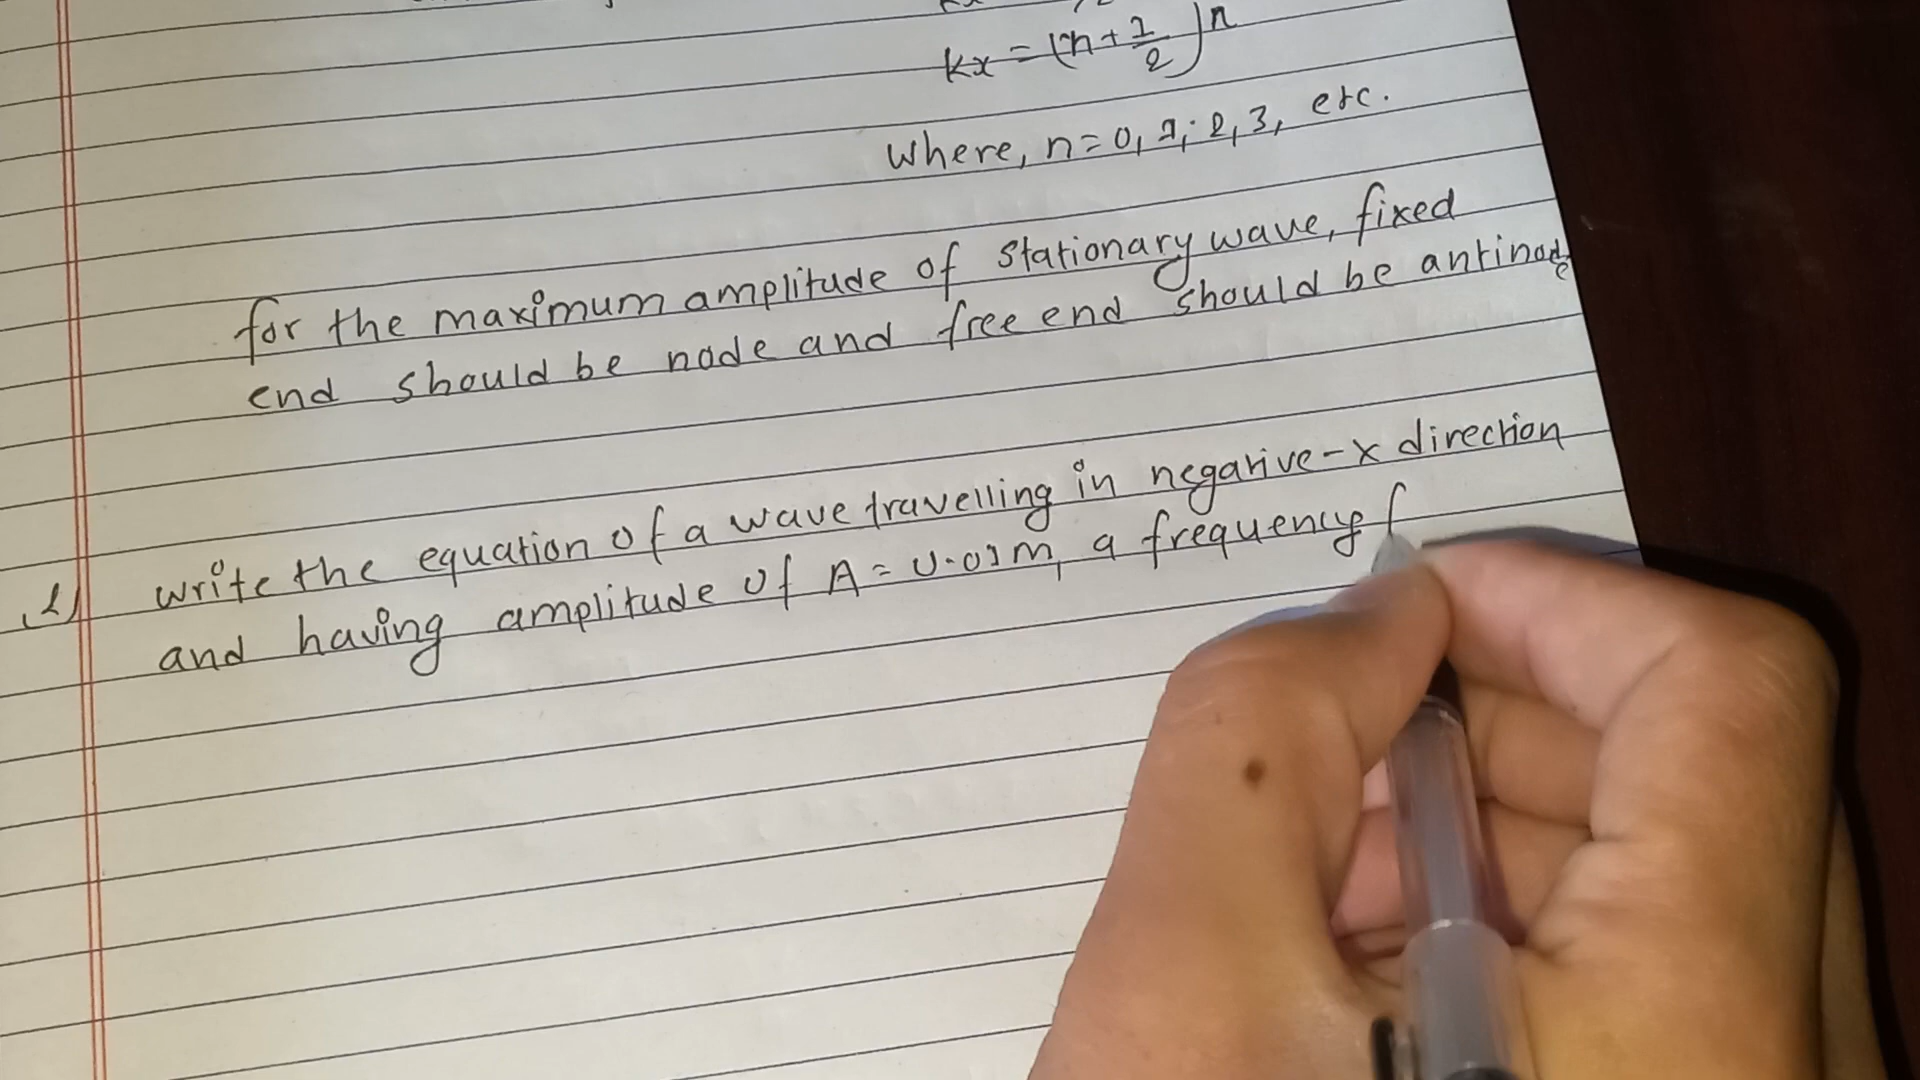 kx = (n + 1/2)π
Where, n = 0, 1, 2, 3, etc.
for the maximum amplitude of stationary wave, fixed
end should be node and free end should be antinode
2) write the equation of a wave travelling in negative-x direction
and having amplitude of A = 0.01m, a frequency f